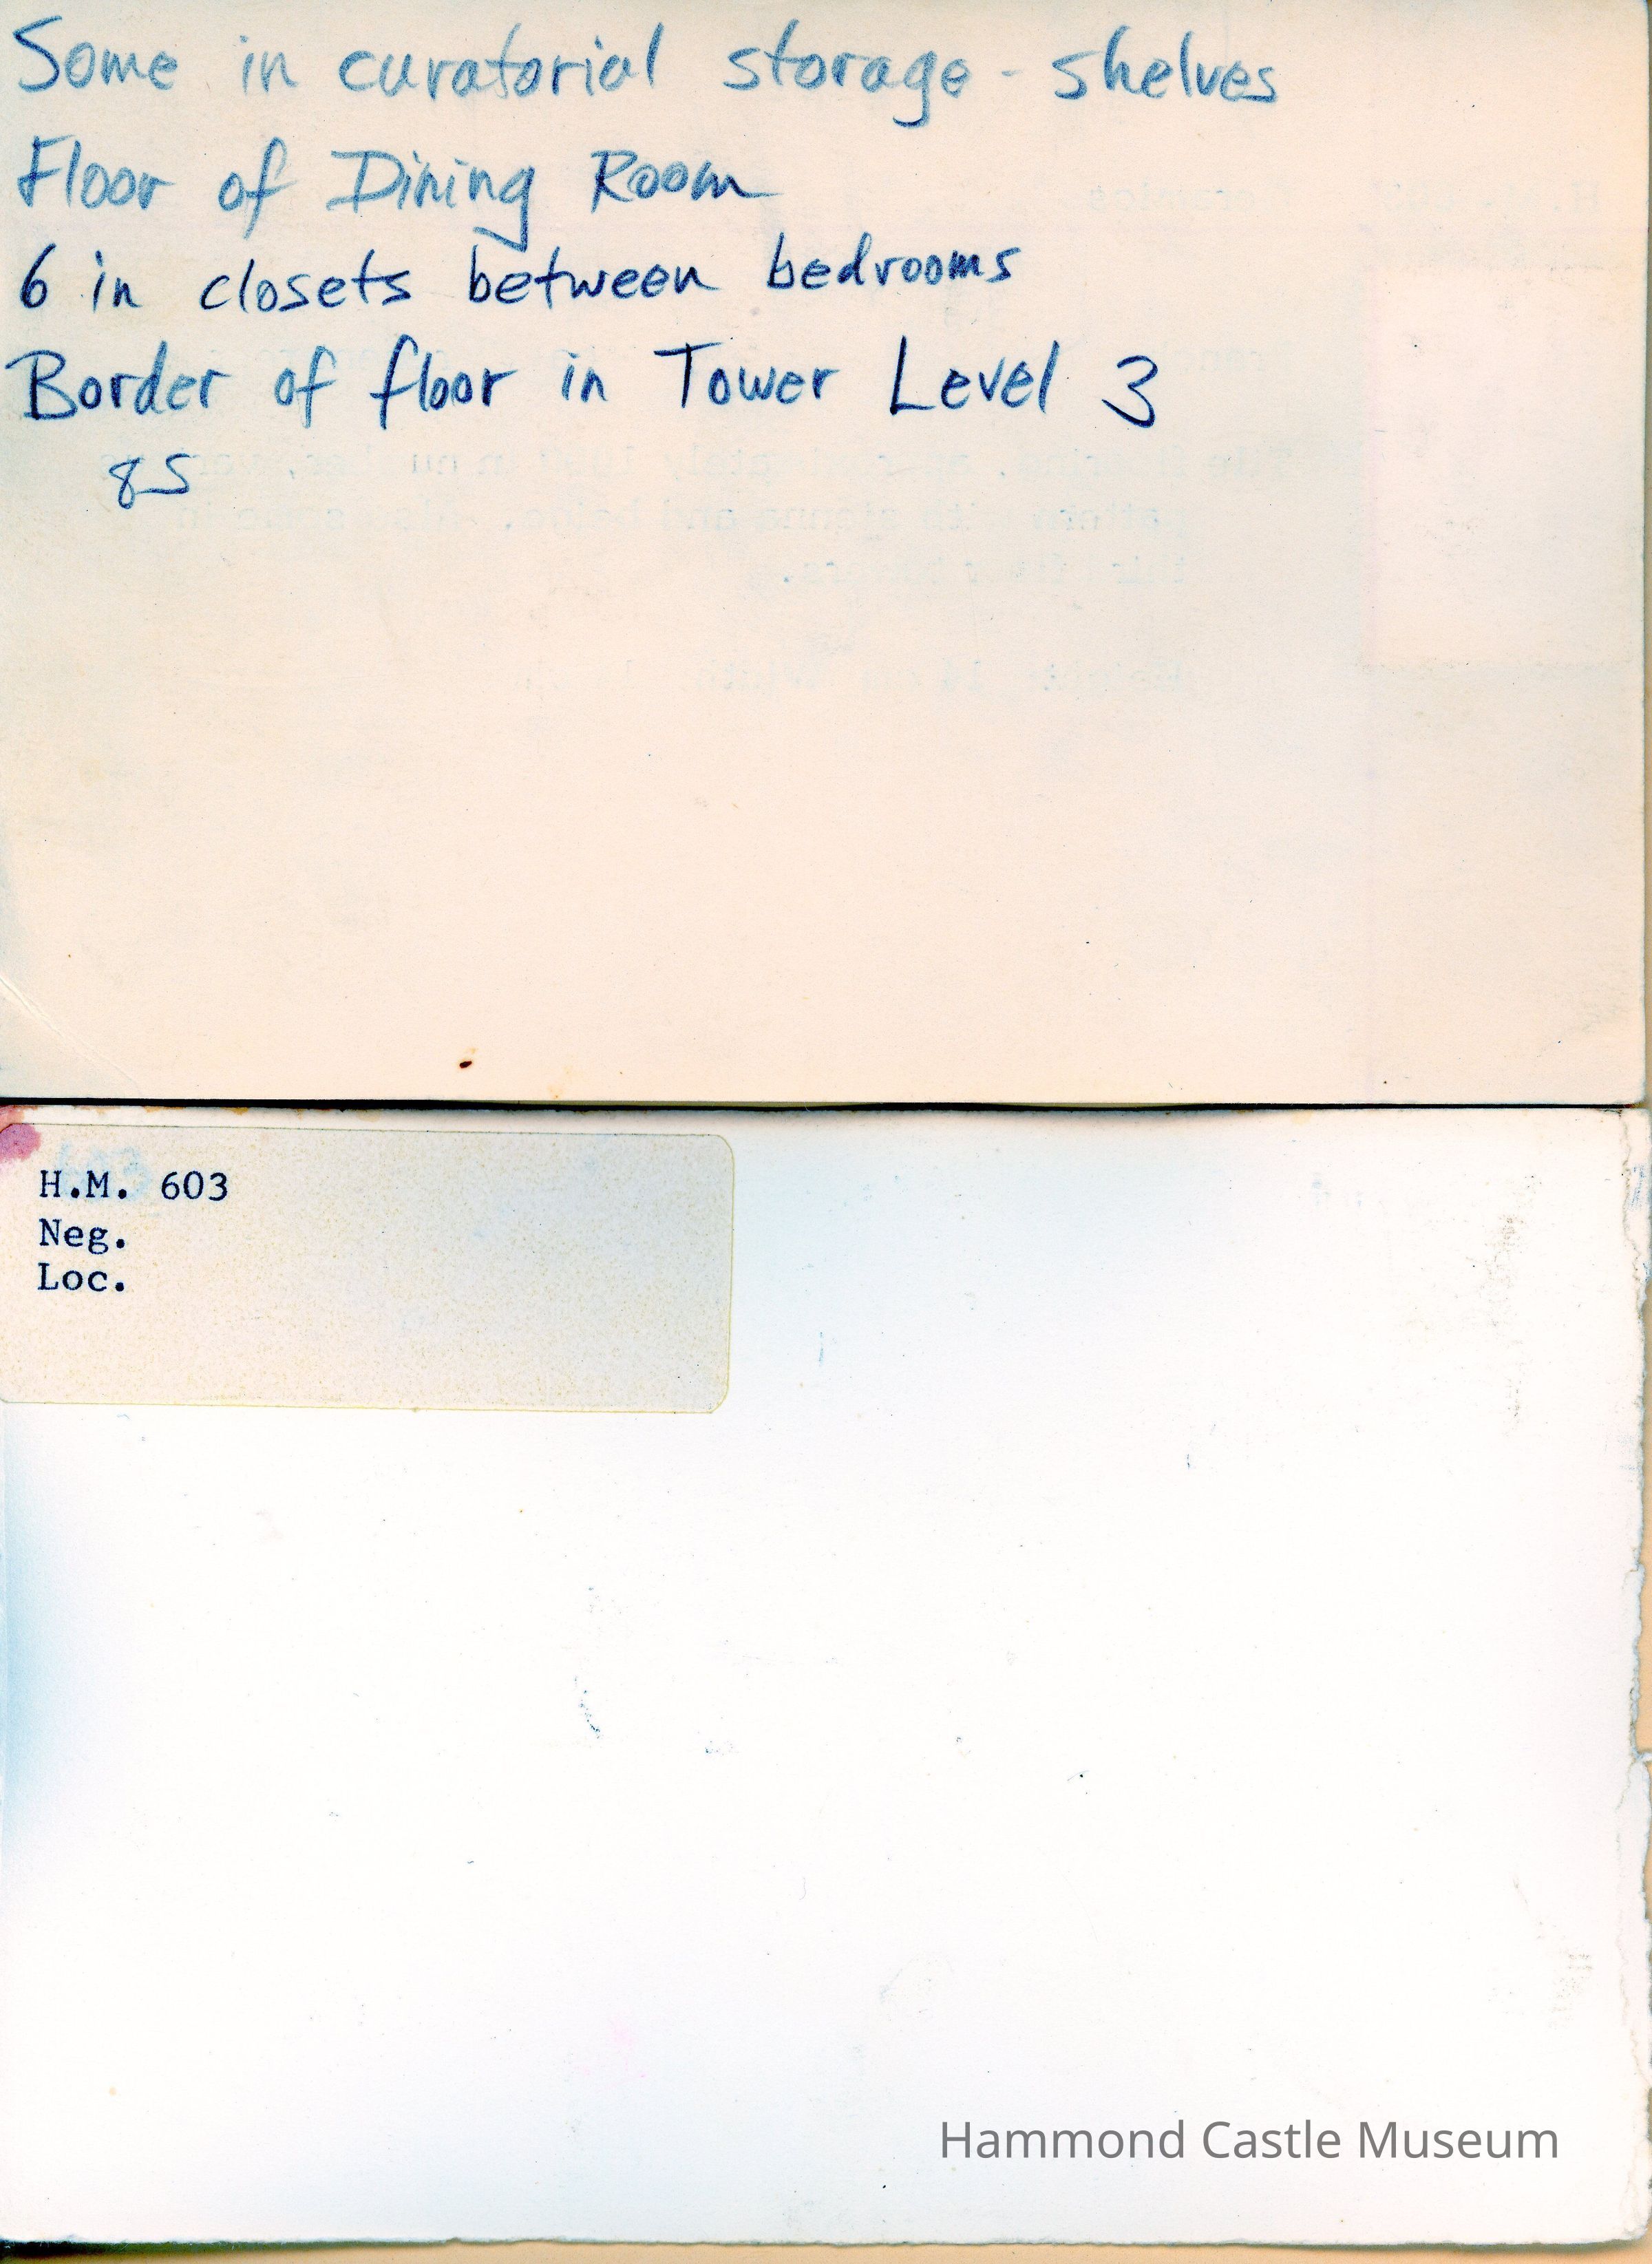 Some in curatorial storage - shelves
Floor of Dining Room
6 in closets between bedrooms
Border of floor in Tower Level 3
85
H.M. 603
Neg.
Loc.
Hammond Castle Museum